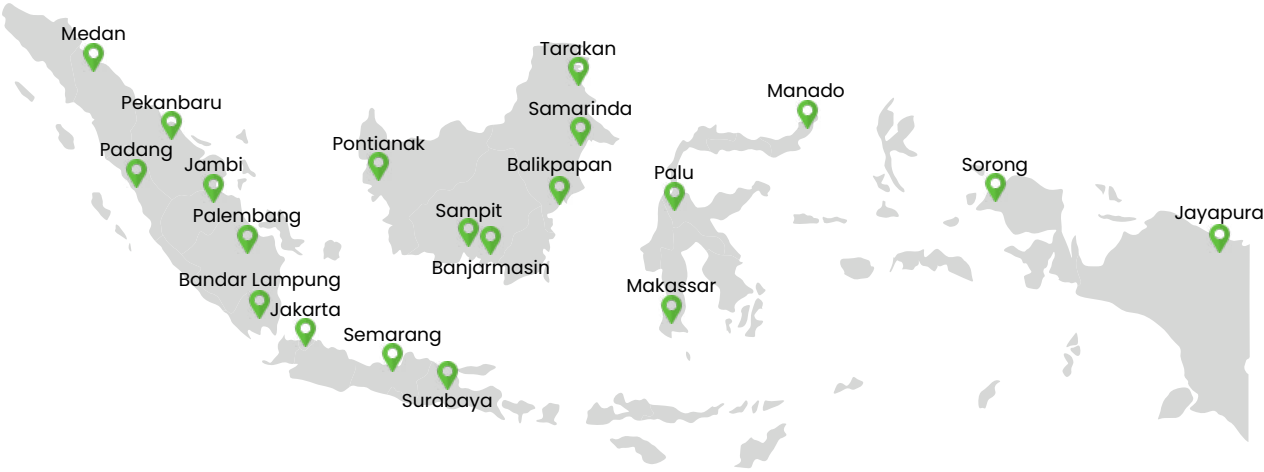 Medan
Tarakan
Manado
Pekanbaru
Samarinda
Pontianak
Padang
Jambi
Balikpapan
Sorong
Palu
Sampit
Palembang
Jayapura
Banjarmasin
Bandar Lampung
Makassar
Jakarta
Semarang
Surabaya